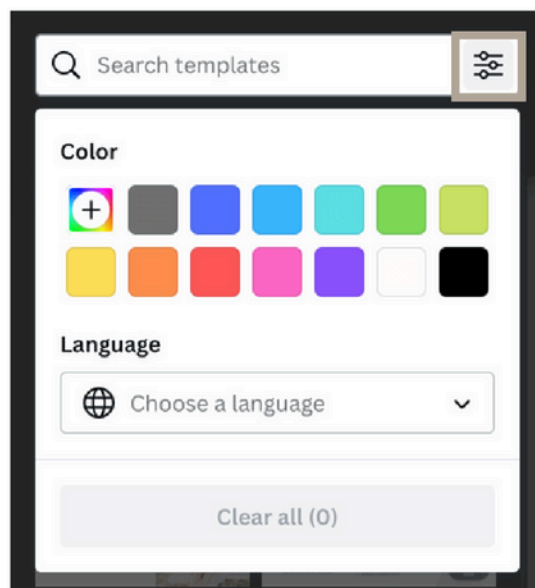 Search templates
Color
Language
Choose a language
Clear all (0)